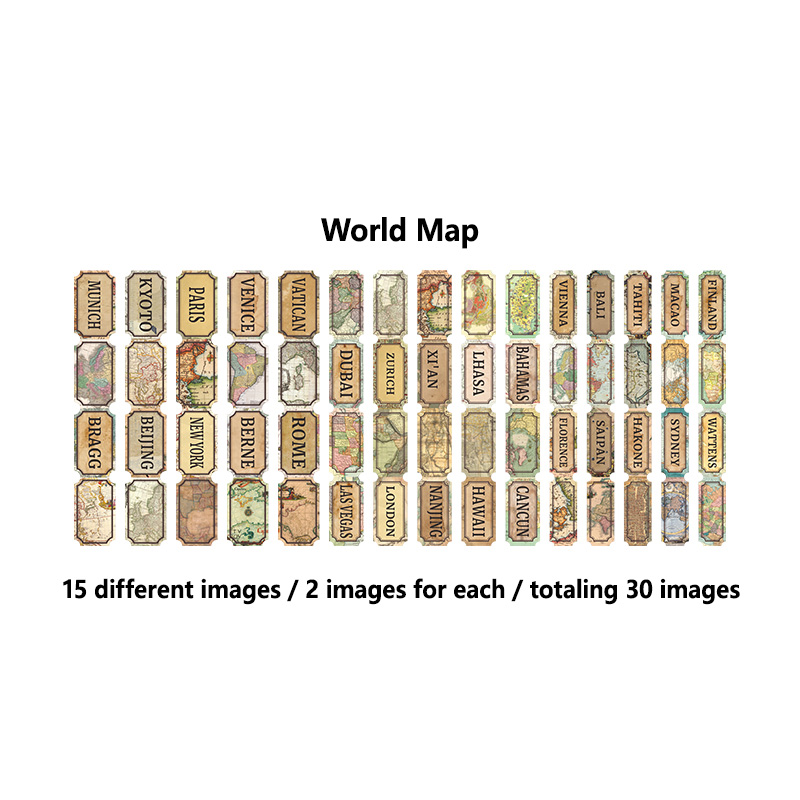 World Map
MUNICH
KYOTO
PARIS
VENICE
VATICAN
VIENNA
BALI
TAHITI
MACAO
FINLAND
DUBAI
ZURICH
XI'AN
LHASA
BAHAMAS
BRAGG
BEIJING
NEW YORK
BERNE
ROME
FLORENCE
SAIPAN
HAKONE
SYDNEY
WATTENS
LAS VEGAS
LONDON
NANJING
HAWAII
CANCUN
15 different images / 2 images for each / totaling 30 images